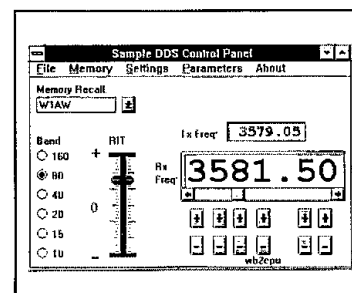 Sample DDS Control Panel
File Memory Settings Parameters About
Memory Recall
W1AW
Tx freq: 3579.05
Band RIT
160
80
40
20
15
10
+
0
-
Rx Freq: 3581.50
+ + + + + +
- - - - - -
wb2cpu